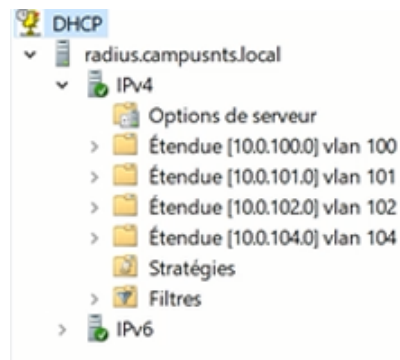 DHCP
radius.campusnts.local
IPv4
Options de serveur
Étendue [10.0.100.0] vlan 100
Étendue [10.0.101.0] vlan 101
Étendue [10.0.102.0] vlan 102
Étendue [10.0.104.0] vlan 104
Stratégies
Filtres
IPv6